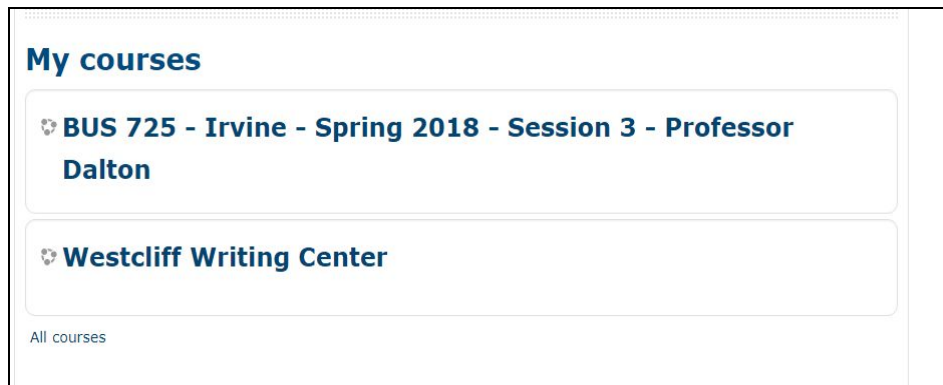 My courses
BUS 725 - Irvine - Spring 2018 - Session 3 - Professor
Dalton
Westcliff Writing Center
All courses